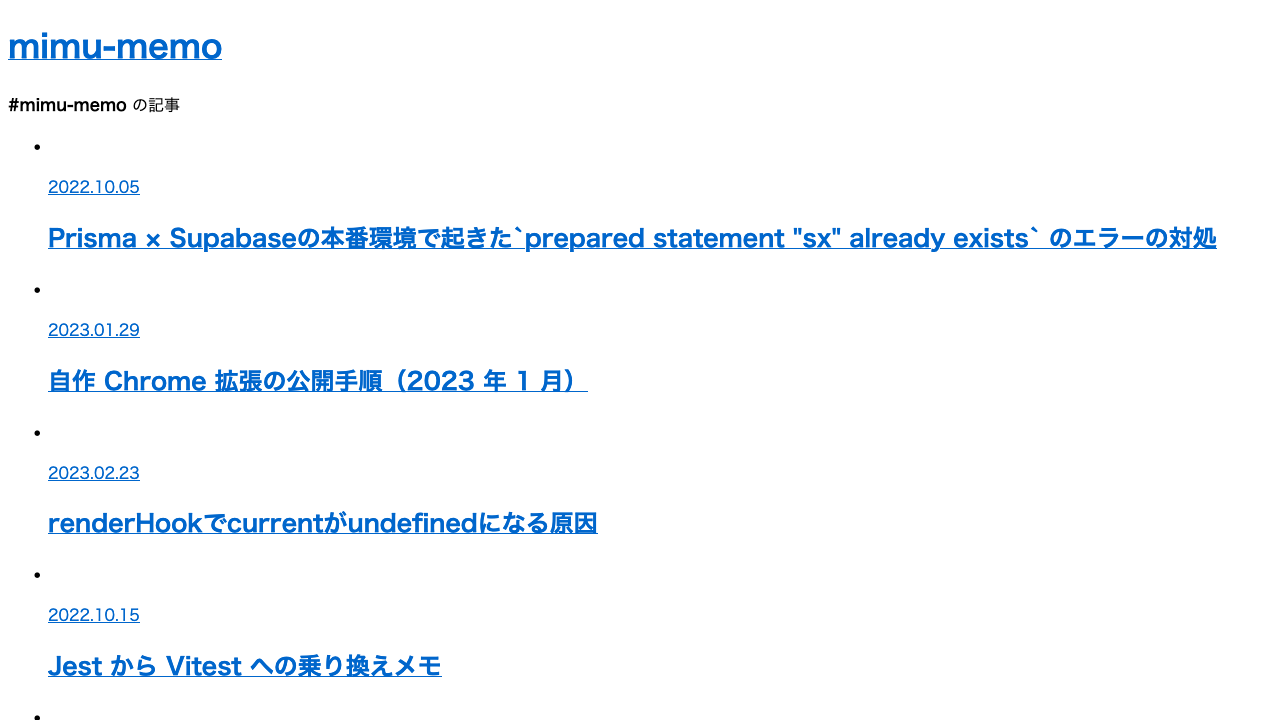 mimu-memo
#mimu-memo の記事
2022.10.05
Prisma × Supabaseの本番環境で起きた`prepared statement "sx" already exists` のエラーの対処
2023.01.29
自作 Chrome 拡張の公開手順（2023 年 1 月）
2023.02.23
renderHookでcurrentがundefinedになる原因
2022.10.15
Jest から Vitest への乗り換えメモ